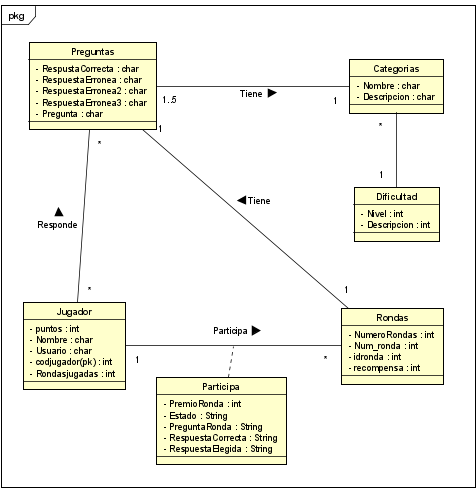 pkg
Preguntas
- RespustaCorrecta : char
- RespuestaErronea : char
- RespuestaErronea2 : char
- RespuestaErronea3 : char
- Pregunta : char
Categorias
- Nombre : char
- Descripcion : char
1..5
Tiene
1
*
1
*
1
Dificultad
- Nivel : int
- Descripcion : int
Tiene
Responde
*
1
Jugador
- puntos : int
- Nombre : char
- Usuario : char
- codjugador(pk) : int
- Rondasjugadas : int
Rondas
- NumeroRondas : int
- Num_ronda : int
- idronda : int
- recompensa : int
Participa
1
*
Participa
- PremioRonda : int
- Estado : String
- PreguntaRonda : String
- RespuestaCorrecta : String
- RespuestaElegida : String